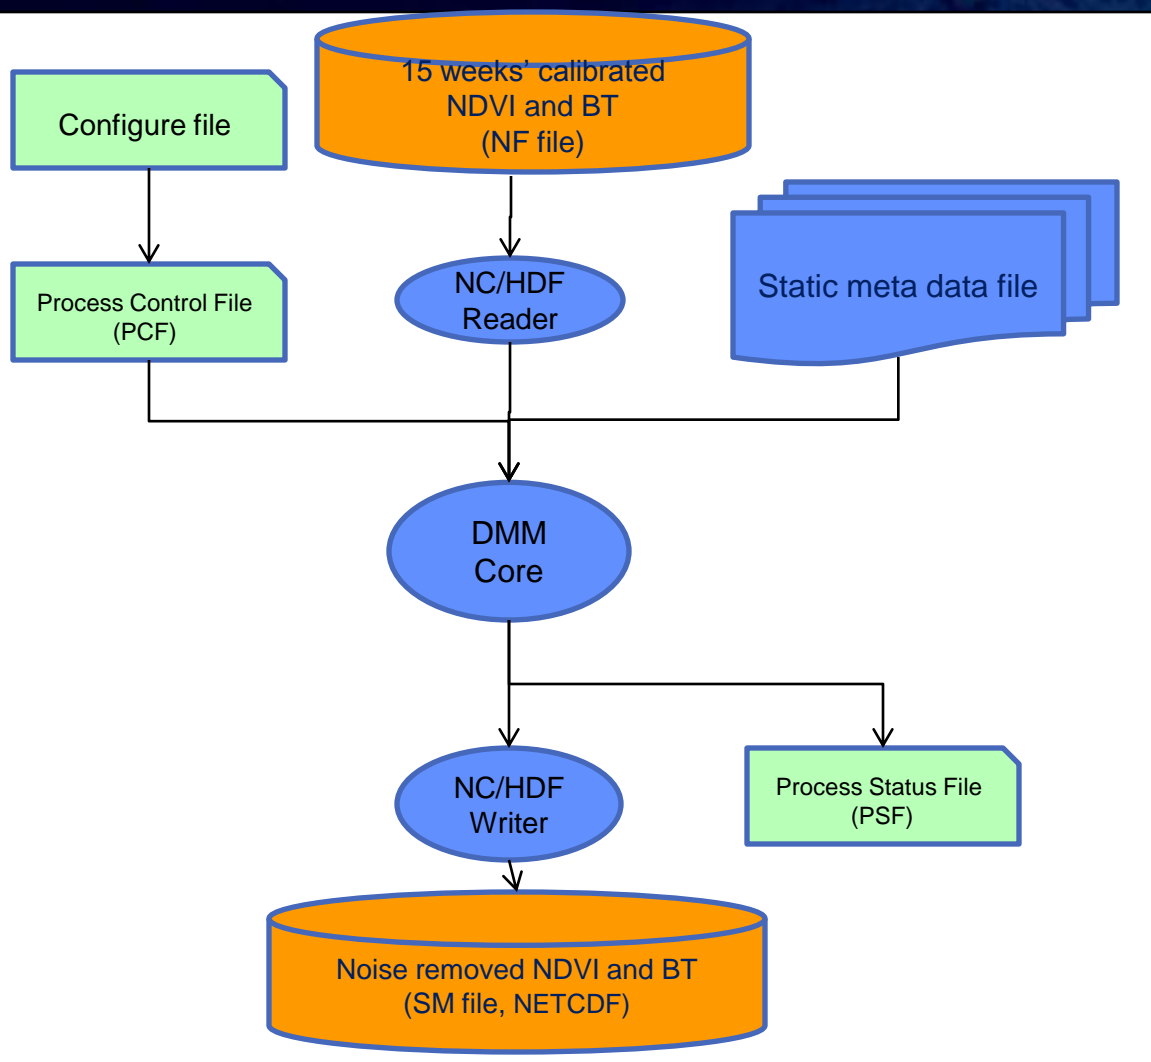 15 weeks' calibrated
NDVI and BT
(NF file)
Configure file
Process Control File
(PCF)
NC/HDF
Reader
Static meta data file
DMM
Core
NC/HDF
Writer
Process Status File
(PSF)
Noise removed NDVI and BT
(SM file, NETCDF)